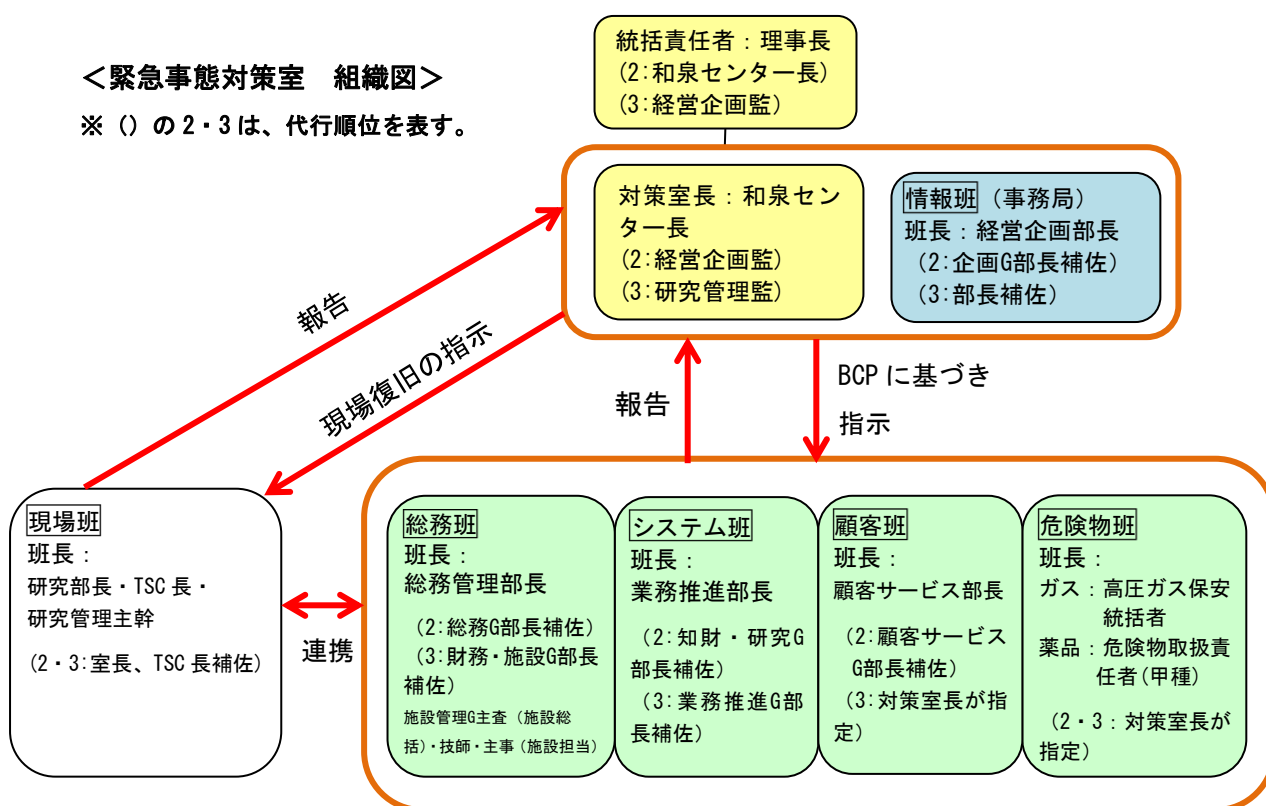 ＜緊急事態対策室　組織図＞
※（）の2・3は、代行順位を表す。
統括責任者：理事長
(2:和泉センター長)
(3:経営企画監)
対策室長：和泉セン
ター長
(2:経営企画監)
(3:研究管理監)
情報班（事務局）
班長：経営企画部長
（2:企画G部長補佐）
（3:部長補佐）
報告
現場復旧の指示
報告
BCPに基づき
指示
現場班
班長：
研究部長・TSC長・
研究管理主幹
（2・3:室長、TSC長補佐）
連携
総務班
班長：
総務管理部長
（2:総務G部長補佐）
（3:財務・施設G部長
補佐）
施設管理G主査（施設総
括）・技師・主事（施設担当）
システム班
班長：
業務推進部長
（2:知財・研究G
部長補佐）
（3:業務推進G部
長補佐）
顧客班
班長：
顧客サービス部長
（2:顧客サービス
G部長補佐）
（3:対策室長が指
定）
危険物班
班長：
ガス：高圧ガス保安
統括者
薬品：危険物取扱責
任者(甲種)
（2・3：対策室長が
指定）